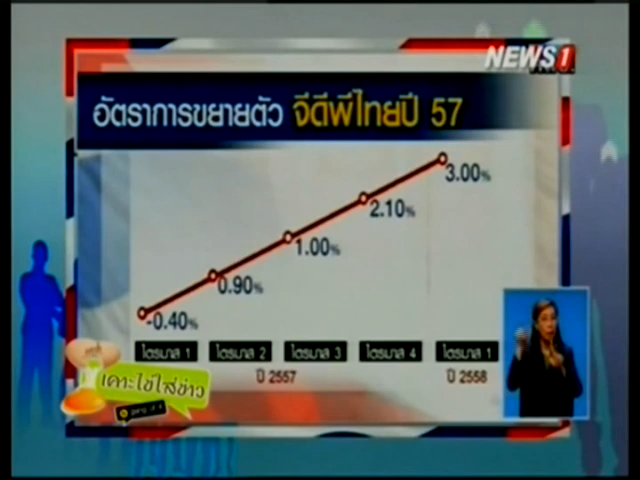 NEWS1
อัตราการขยายตัว จีดีพีไทยปี 57
3.00%
2.10%
1.00%
0.90%
-0.40%
ไตรมาส 1 ไตรมาส 2 ไตรมาส 3 ไตรมาส 4 ไตรมาส 1
ปี 2557 ปี 2558
เคาะไข่ใส่ข่าว